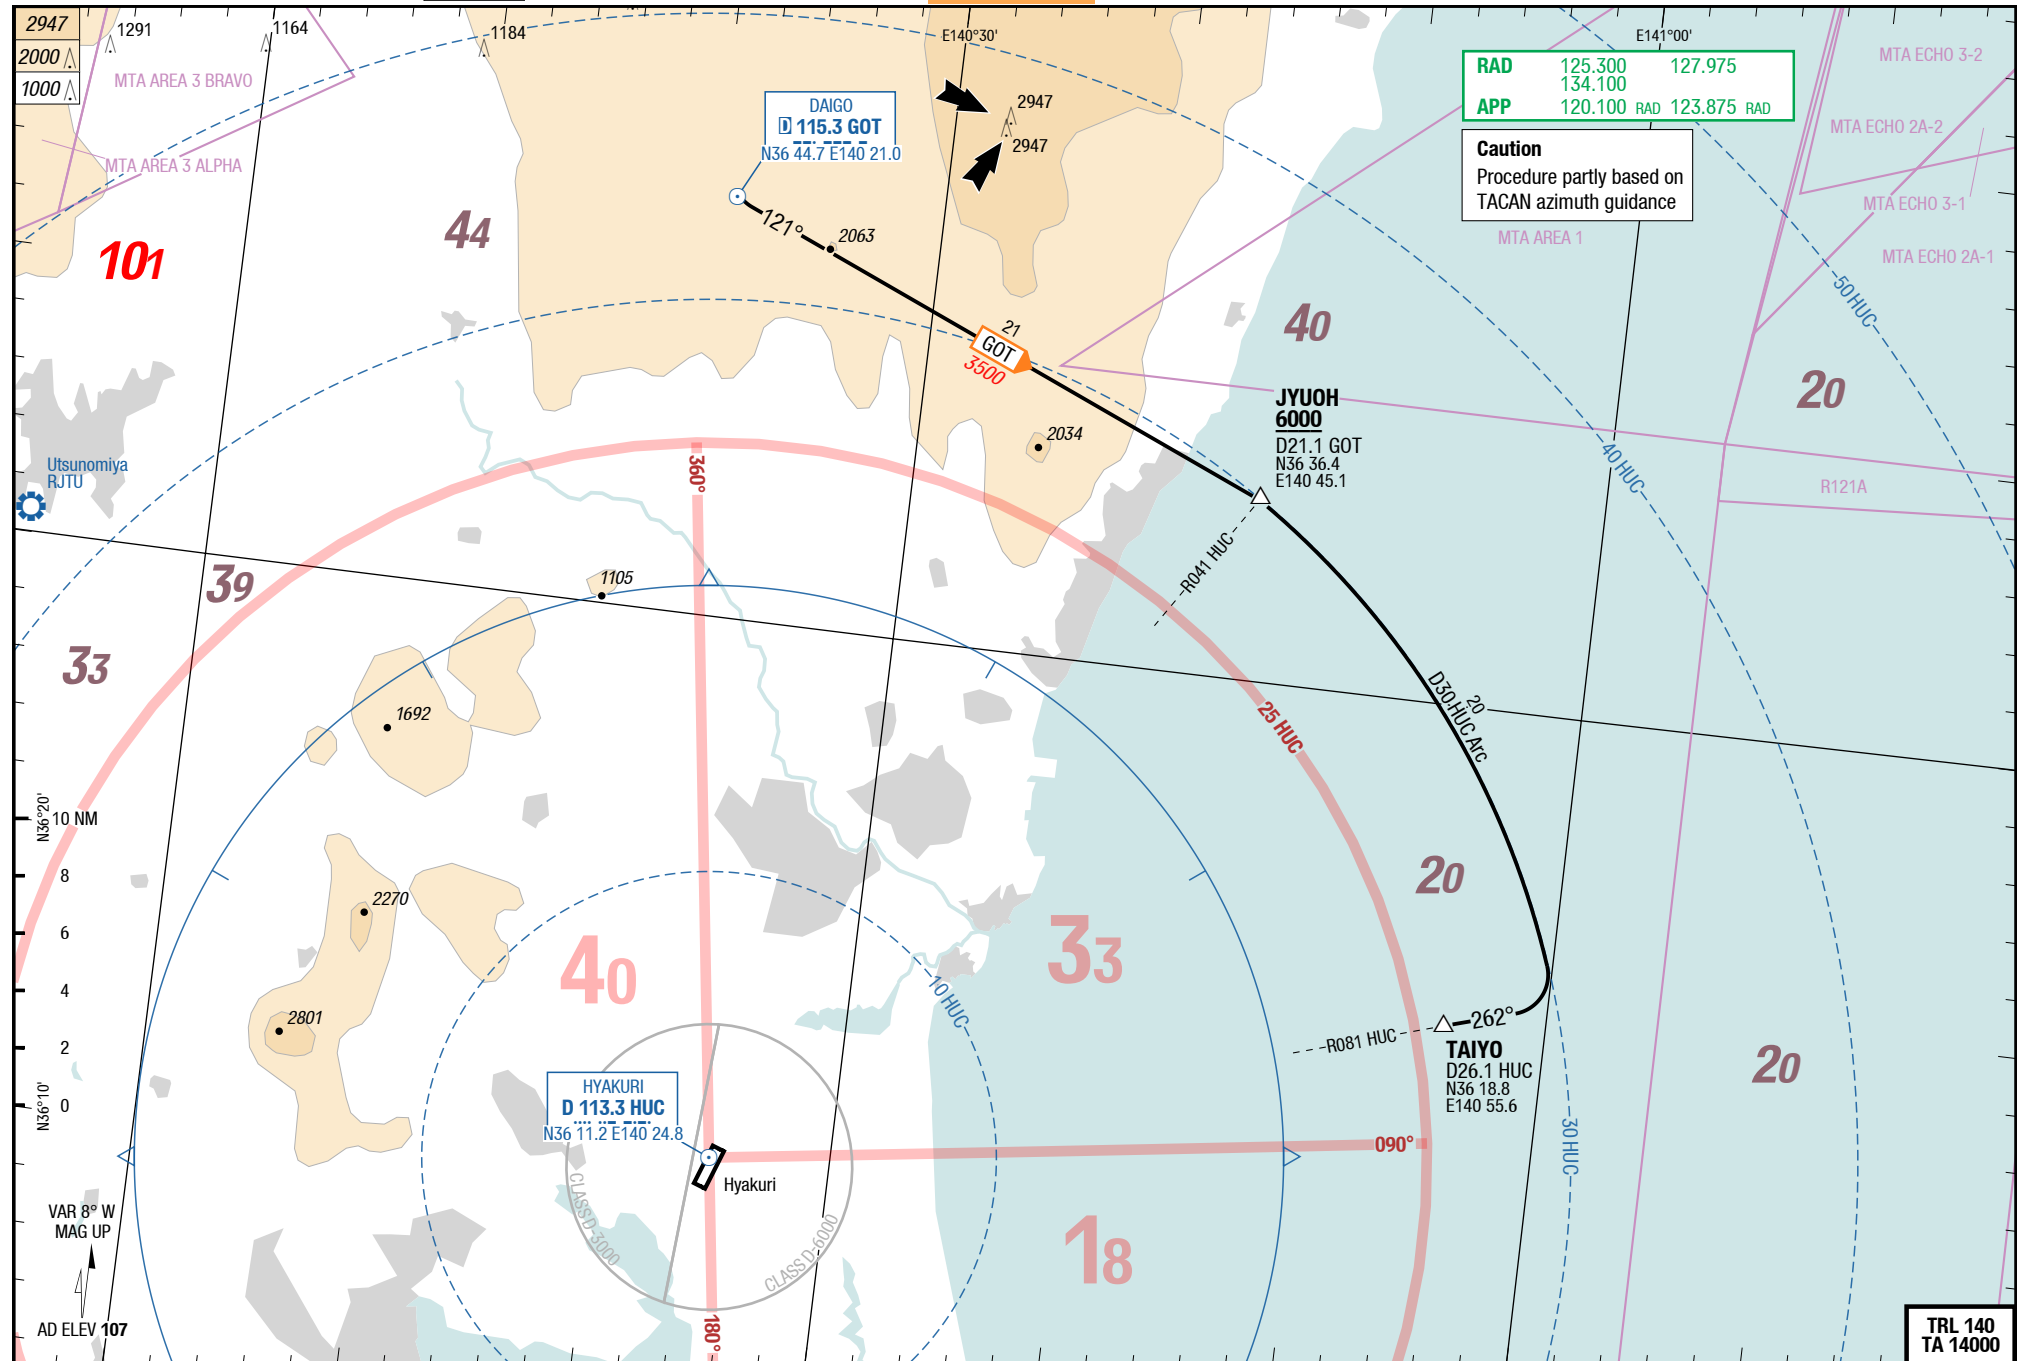 2947
2000
1000
1291
1164
1184
MTA AREA 3 BRAVO
MTA AREA 3 ALPHA
101
44
DAIGO
D 115.3 GOT
N36 44.7 E140 21.0
E140°30'
2947
2947
E141°00'
RAD 125.300 127.975
134.100
APP 120.100 RAD 123.875 RAD
Caution
Procedure partly based on
TACAN azimuth guidance
MTA AREA 1
MTA ECHO 3-2
MTA ECHO 2A-2
MTA ECHO 3-1
MTA ECHO 2A-1
50 HUC
121°
2063
21
GOT
3500
40
20
JYUOH
6000
D21.1 GOT
N36 36.4
E140 45.1
2034
40 HUC
R121A
Utsunomiya
RJTU
360°
R041 HUC
39
33
1105
1692
25 HUC
20
D30 HUC Arc
N36°20'
10 NM
8
6
4
2
0
N36°10'
2270
2801
40
33
20
10 HUC
262°
R081 HUC
TAIYO
D26.1 HUC
N36 18.8
E140 55.6
20
HYAKURI
D 113.3 HUC
N36 11.2 E140 24.8
Hyakuri
090°
30 HUC
CLASS D-3000
CLASS D-6000
18
180°
VAR 8° W
MAG UP
AD ELEV 107
TRL 140
TA 14000